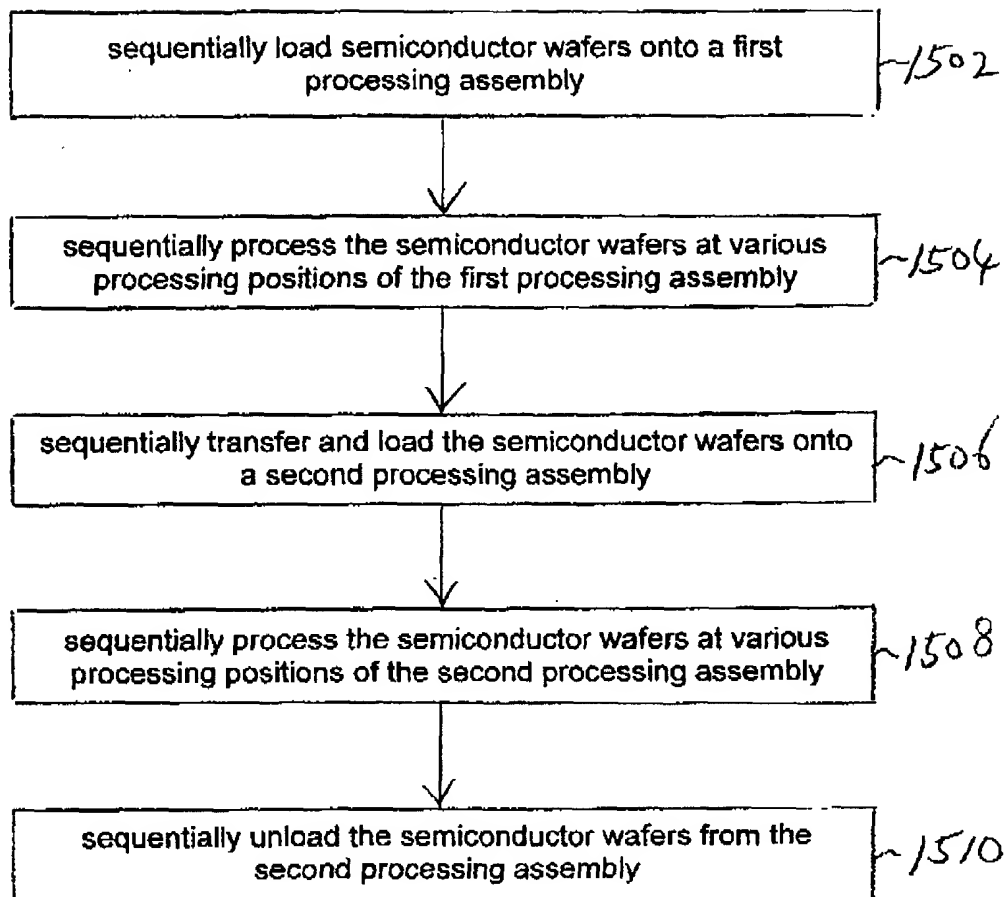 sequentially load semiconductor wafers onto a first
processing assembly
1502
sequentially process the semiconductor wafers at various
processing positions of the first processing assembly
1504
sequentially transfer and load the semiconductor wafers onto
a second processing assembly
1506
sequentially process the semiconductor wafers at various
processing positions of the second processing assembly
1508
sequentially unload the semiconductor wafers from the
second processing assembly
1510